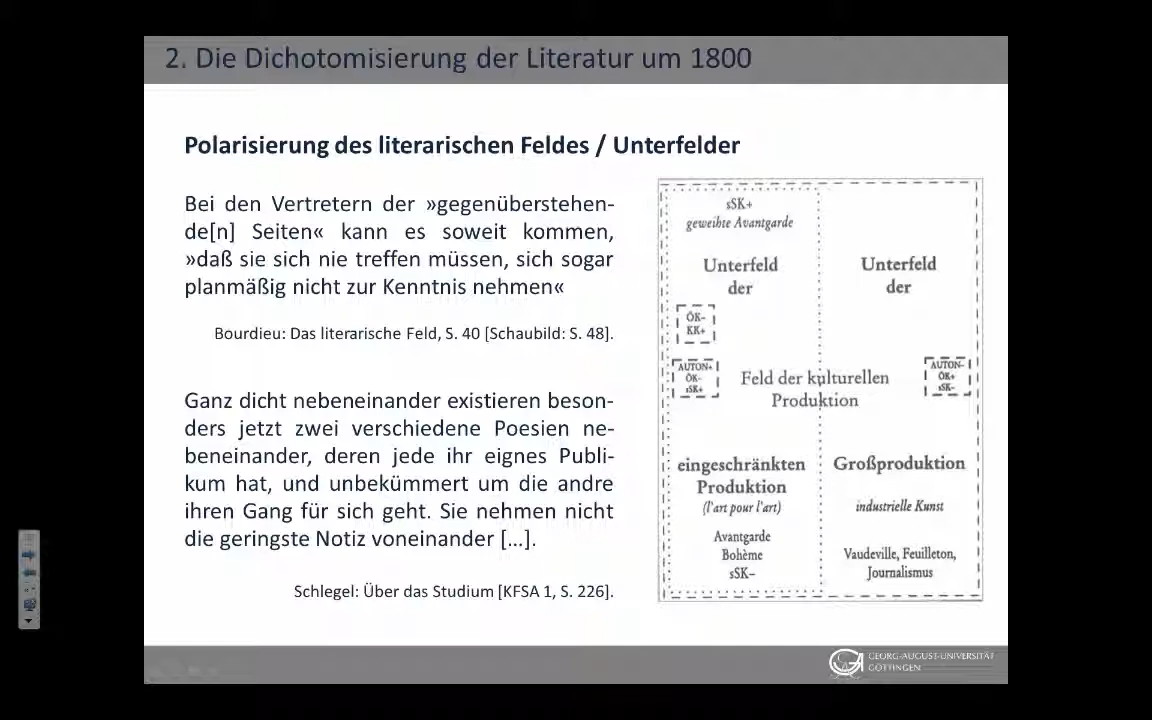 2. Die Dichotomisierung der Literatur um 1800
Polarisierung des literarischen Feldes / Unterfelder
Bei den Vertretern der »gegenüberstehen-
de[n] Seiten« kann es soweit kommen,
»daß sie sich nie treffen müssen, sich sogar
planmäßig nicht zur Kenntnis nehmen«
Bourdieu: Das literarische Feld, S. 40 [Schaubild: S. 48].
Ganz dicht nebeneinander existieren beson-
ders jetzt zwei verschiedene Poesien ne-
beneinander, deren jede ihr eignes Publi-
kum hat, und unbekümmert um die andre
ihren Gang für sich geht. Sie nehmen nicht
die geringste Notiz voneinander [...].
Schlegel: Über das Studium [KFSA 1, S. 226].
sSK+
geweihte Avantgarde
Unterfeld
der
Unterfeld
der
ÖK–
KK+
AUTON+
ÖK–
sSK+
Feld der kulturellen
Produktion
AUTON–
ÖK+
sSK–
eingeschränkten
Produktion
(l'art pour l'art)
Avantgarde
Bohème
sSK–
Großproduktion
industrielle Kunst
Vaudeville, Feuilleton,
Journalismus
GEORG-AUGUST-UNIVERSITÄT
GÖTTINGEN